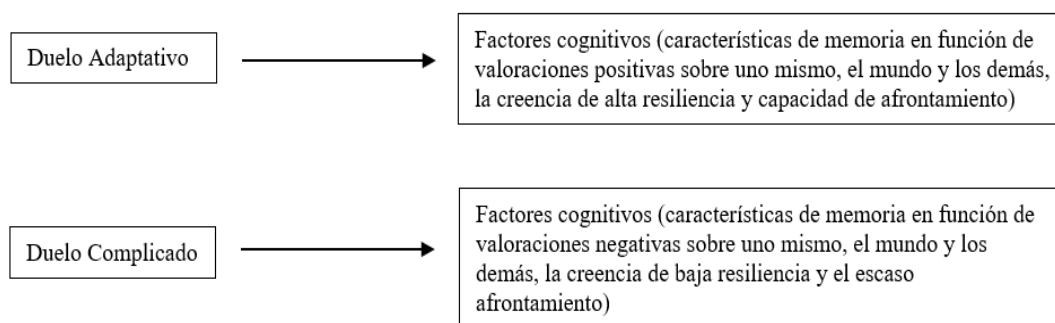 Duelo Adaptativo
Factores cognitivos (características de memoria en función de
valoraciones positivas sobre uno mismo, el mundo y los demás,
la creencia de alta resiliencia y capacidad de afrontamiento)
Duelo Complicado
Factores cognitivos (características de memoria en función de
valoraciones negativas sobre uno mismo, el mundo y los
demás, la creencia de baja resiliencia y el escaso
afrontamiento)